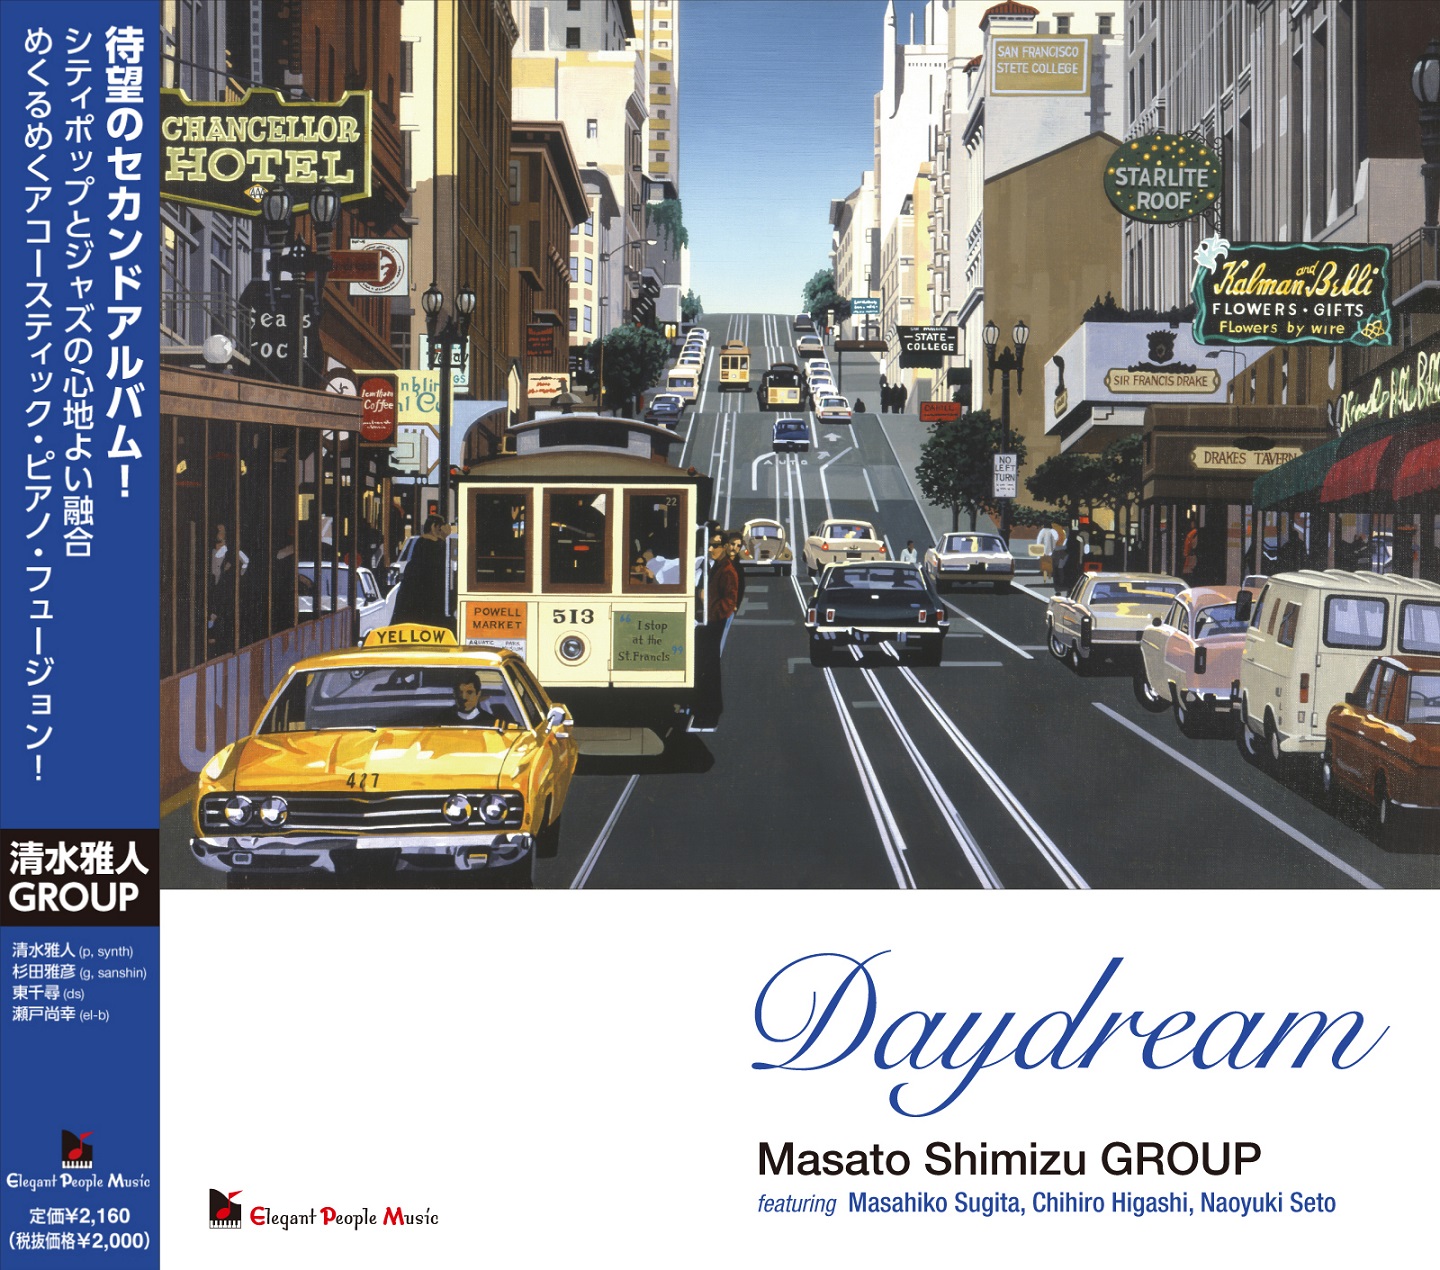 待望のセカンドアルバム!
シティポップとジャズの心地よい融合
めくるめくアコースティック・ピアノ・フュージョン!
清水雅人
GROUP
清水雅人 (p, synth)
杉田雅彦 (g, sanshin)
東千尋 (ds)
瀬戸尚幸 (el-b)
Elegant People Music
定価¥2,160
(税抜価格¥2,000)
CHANCELLOR
HOTEL
SAN FRANCISCO
STETE COLLEGE
STARLITE
ROOF
Kalman and Belli
FLOWERS・GIFTS
Flowers by wire
STATE
COLLEGE
SIR FRANCIS DRAKE
DRAKES TAVERN
NO
LEFT
TURN
AUTO
Coffee
22
POWELL
MARKET
513
"I stop
at the
St.Francis"
YELLOW
427
Daydream
Masato Shimizu GROUP
featuring Masahiko Sugita, Chihiro Higashi, Naoyuki Seto
Elegant People Music